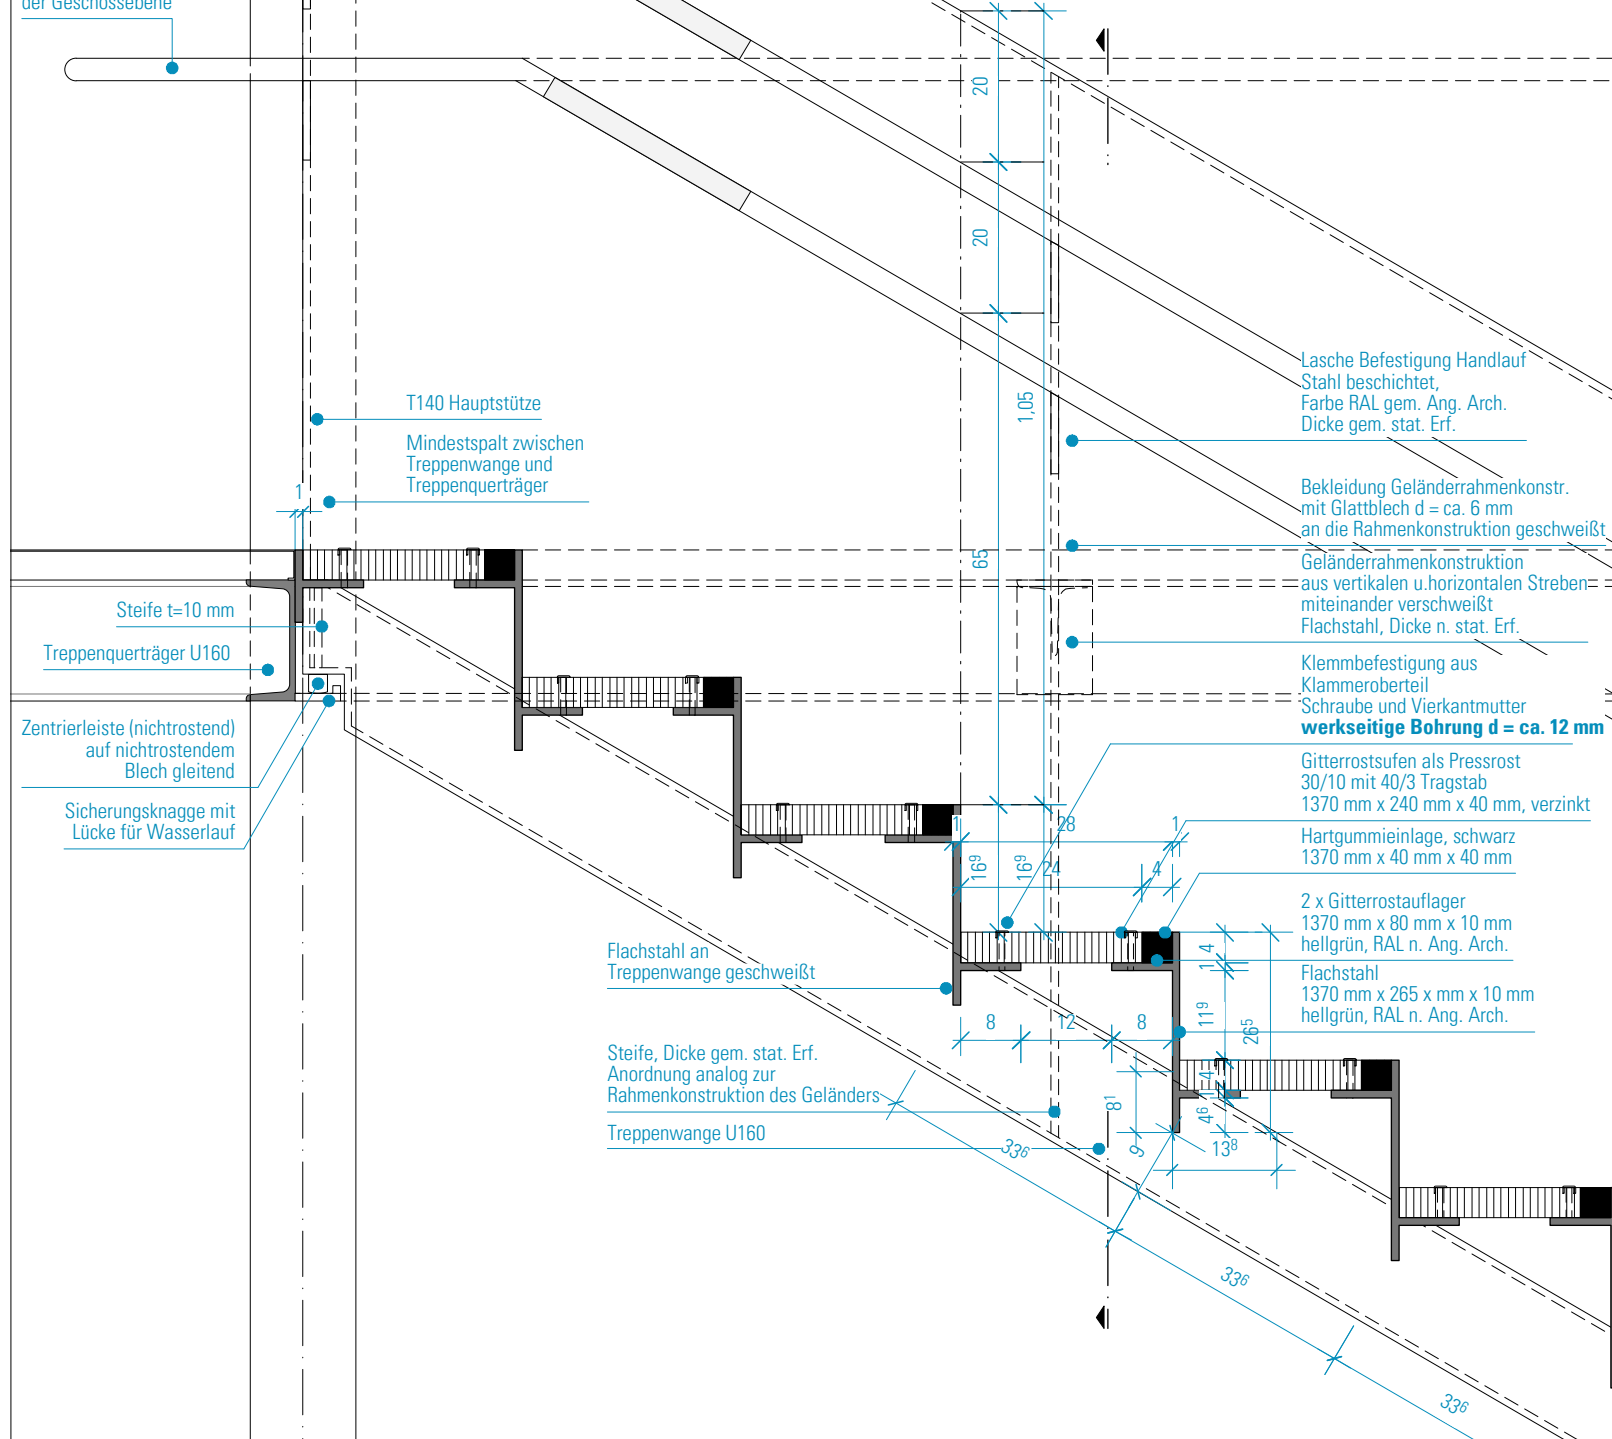 der Geschossebene
20
20
1,05
65
T140 Hauptstütze
Mindestspalt zwischen
Treppenwange und
Treppenquerträger
1
Steife t=10 mm
Treppenquerträger U160
Zentrierleiste (nichtrostend)
auf nichtrostendem
Blech gleitend
Sicherungsknagge mit
Lücke für Wasserlauf
Lasche Befestigung Handlauf
Stahl beschichtet,
Farbe RAL gem. Ang. Arch.
Dicke gem. stat. Erf.
Bekleidung Geländerrahmenkonstr.
mit Glattblech d = ca. 6 mm
an die Rahmenkonstruktion geschweißt
Geländerrahmenkonstruktion
aus vertikalen u.horizontalen Streben
miteinander verschweißt
Flachstahl, Dicke n. stat. Erf.
Klemmbefestigung aus
Klammeroberteil
Schraube und Vierkantmutter
werkseitige Bohrung d = ca. 12 mm
Gitterrostsufen als Pressrost
30/10 mit 40/3 Tragstab
1370 mm x 240 mm x 40 mm, verzinkt
Hartgummieinlage, schwarz
1370 mm x 40 mm x 40 mm
2 x Gitterrostauflager
1370 mm x 80 mm x 10 mm
hellgrün, RAL n. Ang. Arch.
Flachstahl
1370 mm x 265 x mm x 10 mm
hellgrün, RAL n. Ang. Arch.
1
28
1
16⁹
16⁹
24
4
Flachstahl an
Treppenwange geschweißt
8
12
8
4
1
11⁹
26⁵
4
1
4⁶
8¹
9
13⁸
Steife, Dicke gem. stat. Erf.
Anordnung analog zur
Rahmenkonstruktion des Geländers
Treppenwange U160
33⁶
33⁶
33⁶